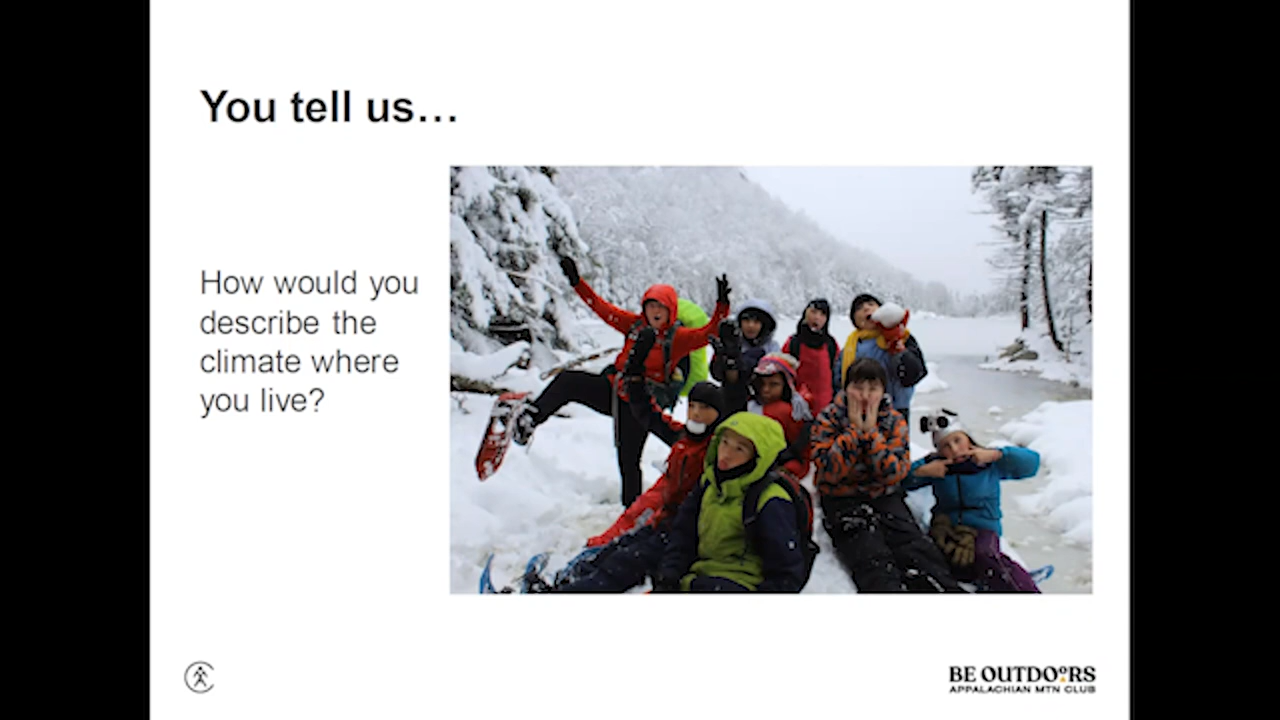 You tell us…
How would you
describe the
climate where
you live?
BE OUTDOORS
APPALACHIAN MTN CLUB